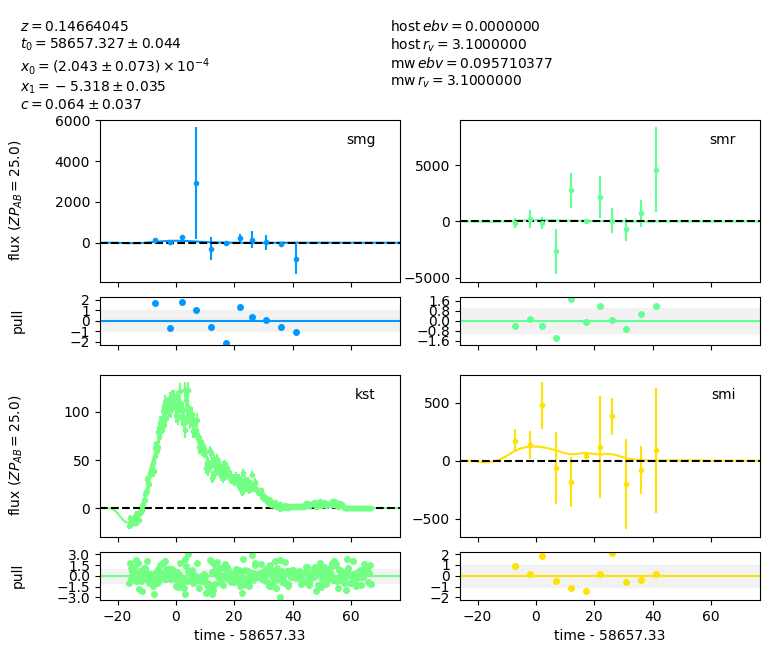 z = 0.14664045
t₀ = 58657.327 ± 0.044
x₀ = (2.043 ± 0.073) × 10⁻⁴
x₁ = −5.318 ± 0.035
c = 0.064 ± 0.037
host ebv = 0.0000000
host r_v = 3.1000000
mw ebv = 0.095710377
mw r_v = 3.1000000
flux (ZP_AB = 25.0)
6000
4000
2000
0
smg
5000
0
−5000
smr
pull
2
1
0
−1
−2
1.6
0.8
0.0
−0.8
−1.6
flux (ZP_AB = 25.0)
100
50
0
kst
500
0
−500
smi
pull
3.0
1.5
0.0
−1.5
−3.0
2
1
0
−1
−2
−20 0 20 40 60
−20 0 20 40 60
time - 58657.33
time - 58657.33